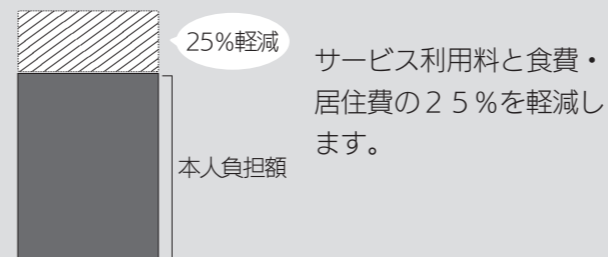 25%軽減
サービス利用料と食費・
居住費の２５％を軽減し
ます。
本人負担額